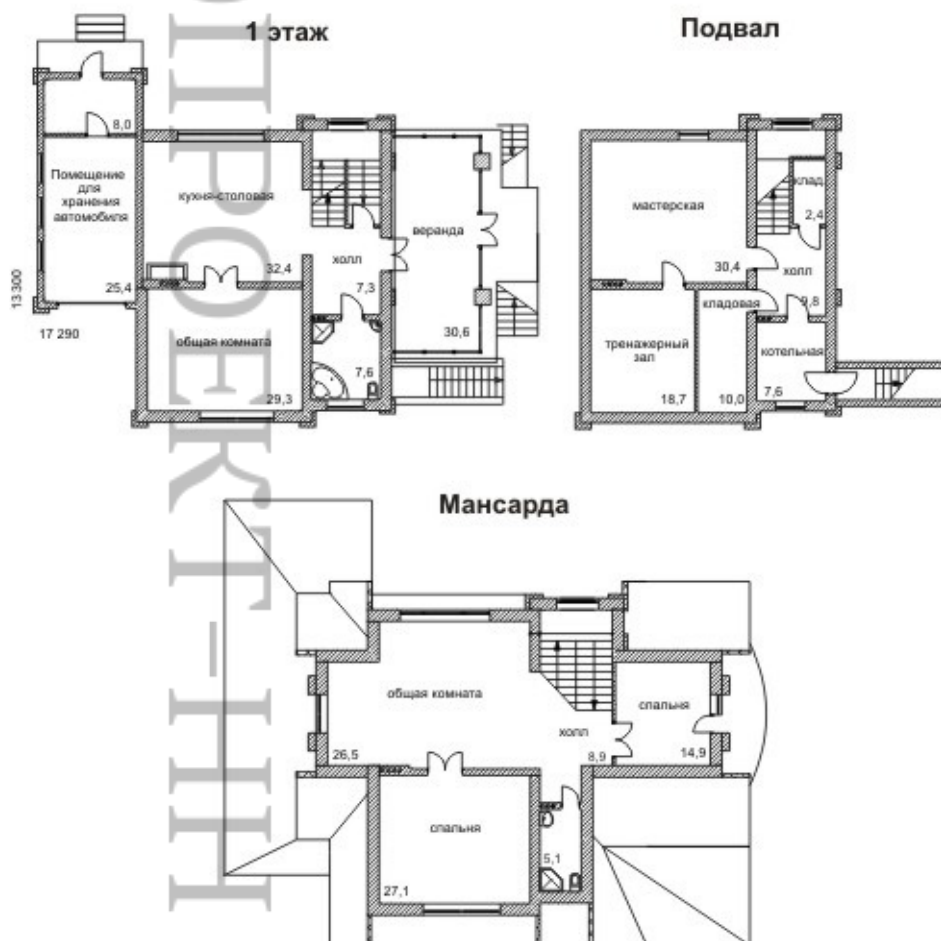 1 этаж
8,0
Помещение
для
хранения
автомобиля
25,4
кухня-столовая
32,4
холл
7,3
веранда
30,6
общая комната
29,3
7,6
13 300
17 290
Подвал
мастерская
30,4
клад.
2,4
холл
9,8
кладовая
10,0
тренажерный
зал
18,7
котельная
7,6
Мансарда
общая комната
26,5
холл
8,9
спальня
14,9
спальня
27,1
5,1
ПРОЕКТ-НН